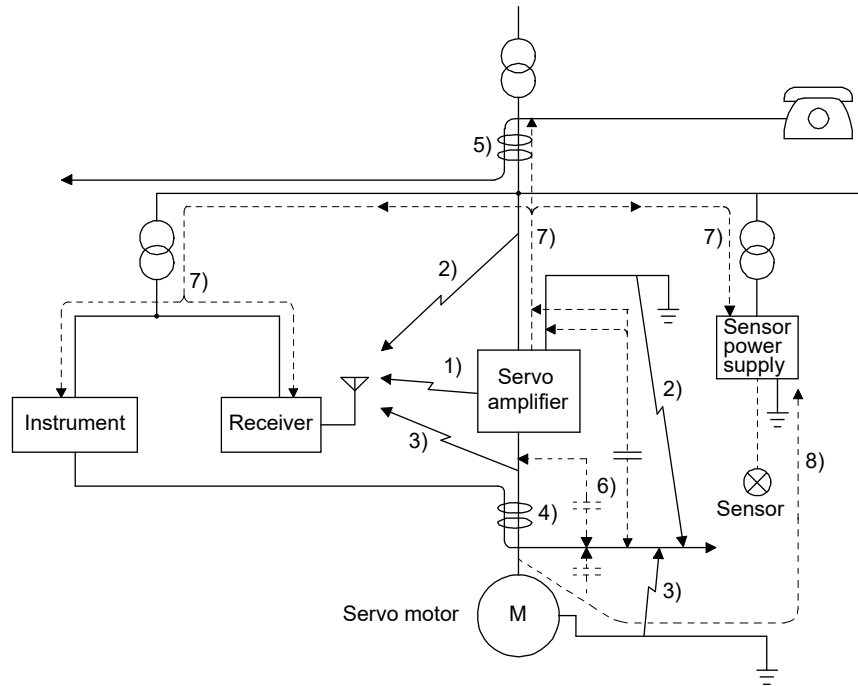 5)
7)
7)
7)
2)
Sensor
power
supply
1)
Servo
amplifier
2)
Instrument
Receiver
3)
8)
6)
Sensor
4)
3)
Servo motor
M